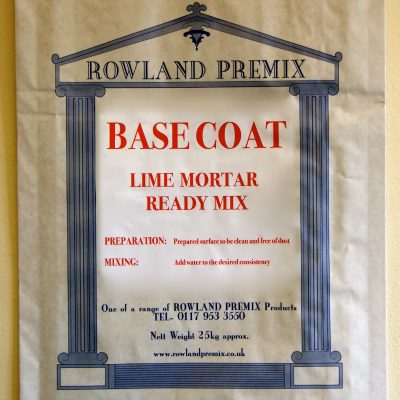 ROWLAND PREMIX
BASE COAT
LIME MORTAR
READY MIX
PREPARATION: Prepared surface to be clean and free of dust
MIXING: Add water to the desired consistency
One of a range of ROWLAND PREMIX Products
TEL- 0117 953 3550
Nett Weight 25kg approx.
www.rowlandpremix.co.uk